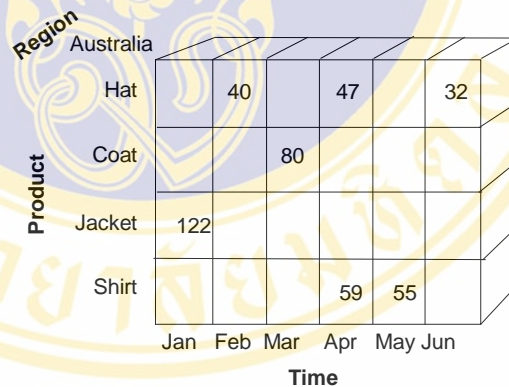 Region
Australia
Hat 40 47 32
Coat 80
Product
Jacket 122
Shirt 59 55
Jan Feb Mar Apr May Jun
Time